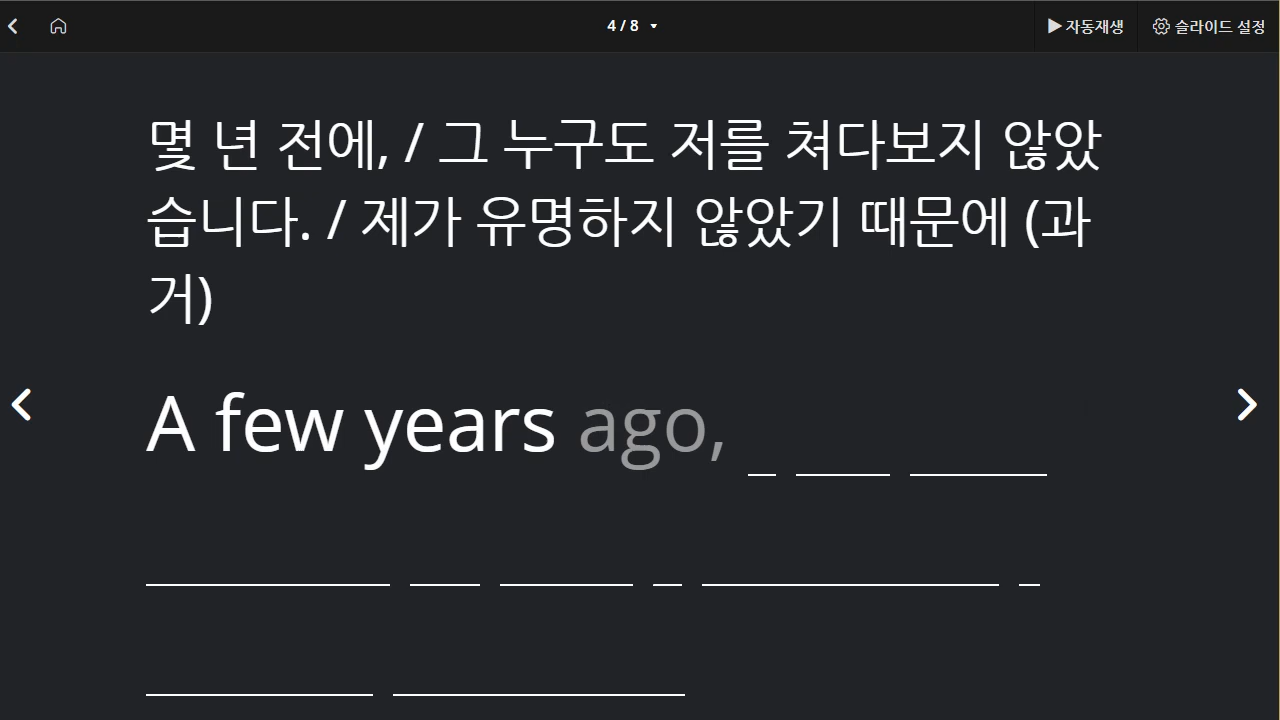 4 / 8
자동재생
슬라이드 설정
몇 년 전에, / 그 누구도 저를 쳐다보지 않았
습니다. / 제가 유명하지 않았기 때문에 (과
거)
A few years ago,